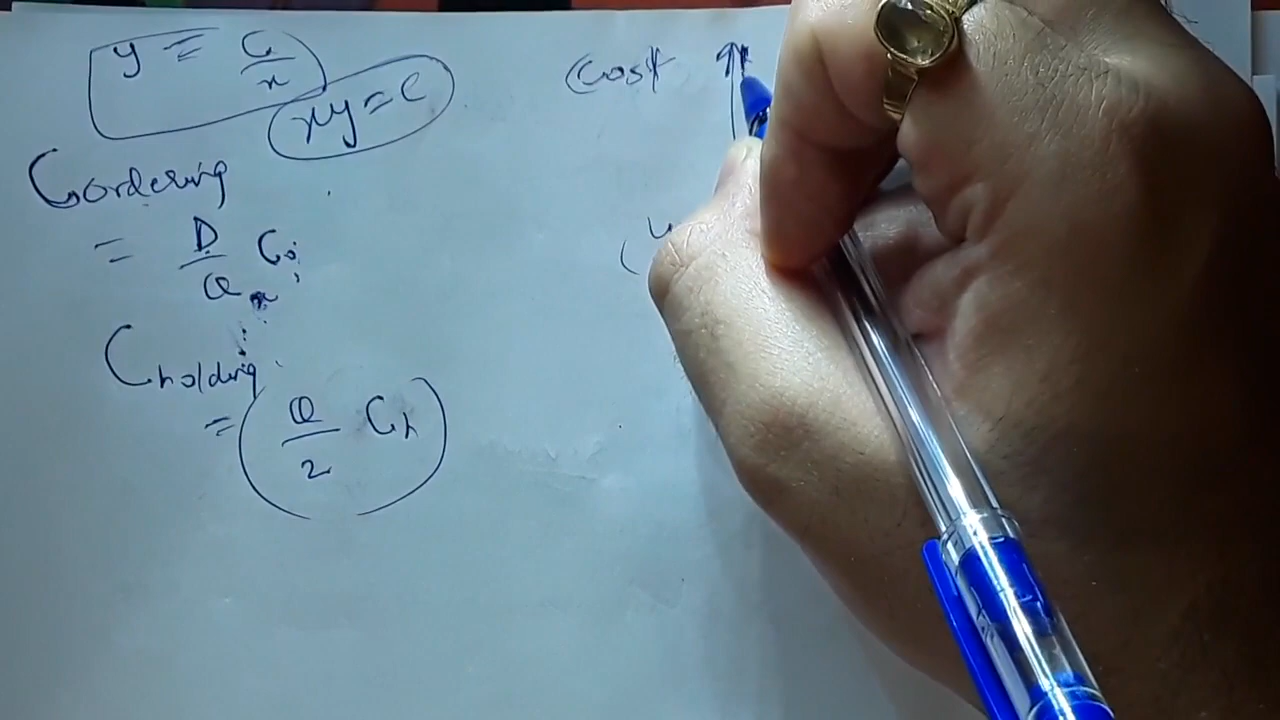 y = C/x
xy = c
Cordering
= D/Q Co
Cholding
= Q/2 Ch
Cost